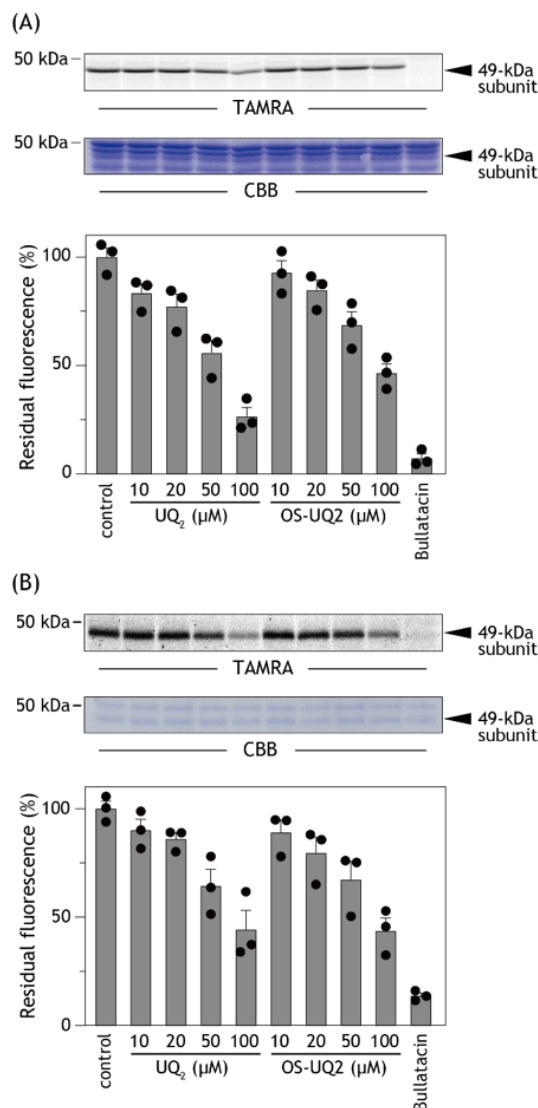 (A)
50 kDa
49-kDa
subunit
TAMRA
50 kDa
49-kDa
subunit
CBB
Residual fluorescence (%)
100
50
0
control
10 20 50 100 10 20 50 100
UQ2 (μM) OS-UQ2 (μM)
Bullatacin
(B)
50 kDa
49-kDa
subunit
TAMRA
50 kDa
49-kDa
subunit
CBB
Residual fluorescence (%)
100
50
0
control
10 20 50 100 10 20 50 100
UQ2 (μM) OS-UQ2 (μM)
Bullatacin